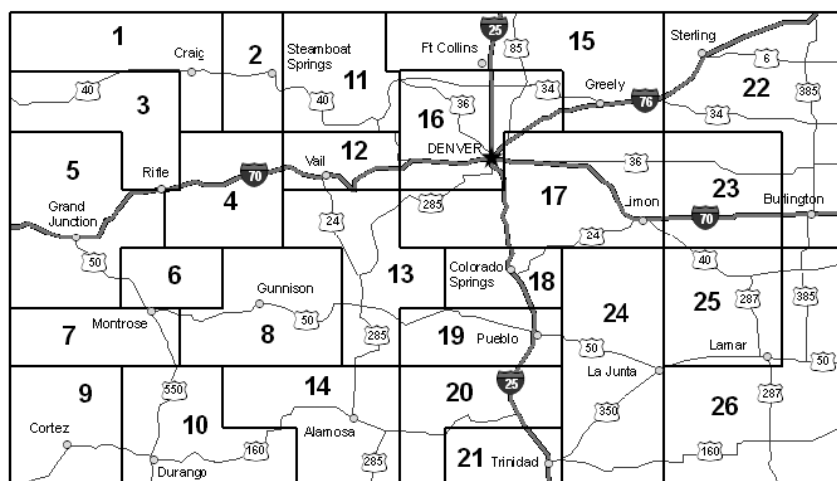 1
2
Steamboat
Springs
25
85
15
Sterling
Ft Collins
Craig
11
6
40
3
40
16
36
34
Greely
76
385
22
34
5
Rifle
70
4
12
Vail
DENVER
36
17
23
Grand
Junction
24
285
Limon
24
70
Burlington
50
6
13
Colorado
Springs
18
40
Gunnison
25
287
385
Montrose
50
8
285
19
Pueblo
24
50
Lamar
50
7
La Junta
9
550
14
20
25
287
10
350
26
Cortez
Alamosa
160
285
21
Trinidad
160
Durango